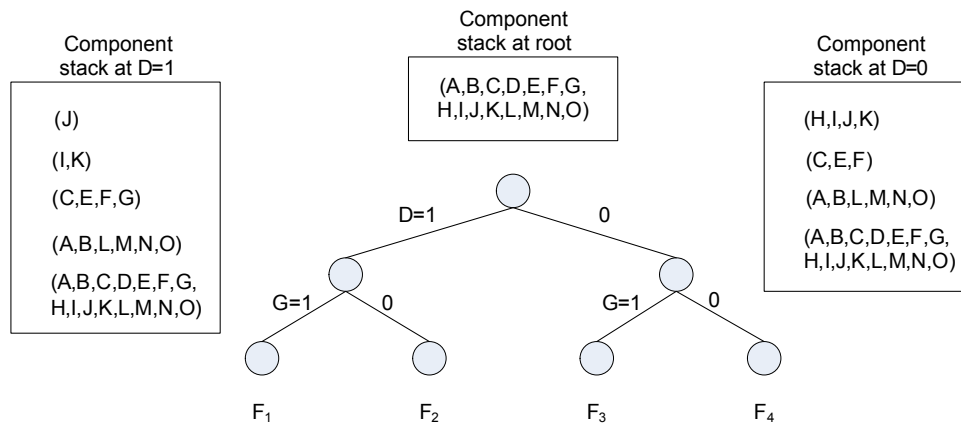 Component
stack at D=1
(J)
(I,K)
(C,E,F,G)
(A,B,L,M,N,O)
(A,B,C,D,E,F,G,
H,I,J,K,L,M,N,O)
Component
stack at root
(A,B,C,D,E,F,G,
H,I,J,K,L,M,N,O)
Component
stack at D=0
(H,I,J,K)
(C,E,F)
(A,B,L,M,N,O)
(A,B,C,D,E,F,G,
H,I,J,K,L,M,N,O)
D=1
0
G=1
0
G=1
0
F₁
F₂
F₃
F₄